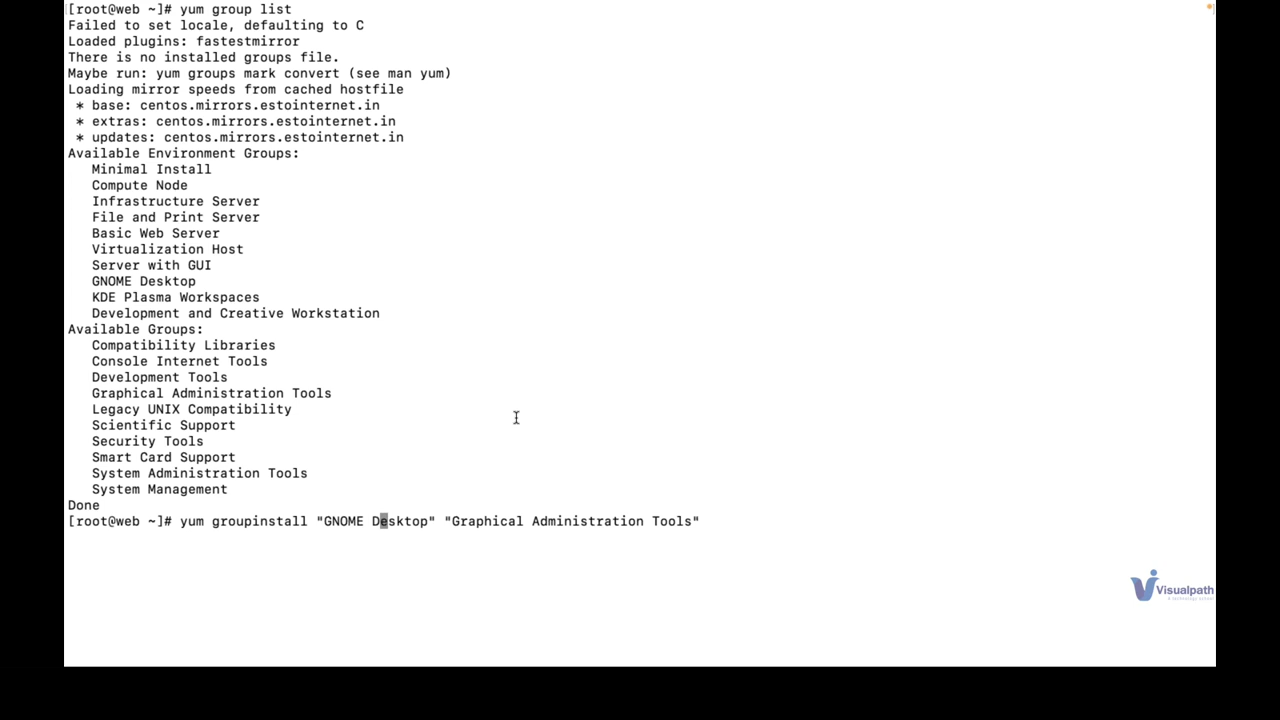 [root@web ~]# yum group list
Failed to set locale, defaulting to C
Loaded plugins: fastestmirror
There is no installed groups file.
Maybe run: yum groups mark convert (see man yum)
Loading mirror speeds from cached hostfile
 * base: centos.mirrors.estointernet.in
 * extras: centos.mirrors.estointernet.in
 * updates: centos.mirrors.estointernet.in
Available Environment Groups:
   Minimal Install
   Compute Node
   Infrastructure Server
   File and Print Server
   Basic Web Server
   Virtualization Host
   Server with GUI
   GNOME Desktop
   KDE Plasma Workspaces
   Development and Creative Workstation
Available Groups:
   Compatibility Libraries
   Console Internet Tools
   Development Tools
   Graphical Administration Tools
   Legacy UNIX Compatibility
   Scientific Support
   Security Tools
   Smart Card Support
   System Administration Tools
   System Management
Done
[root@web ~]# yum groupinstall "GNOME Desktop" "Graphical Administration Tools"
Visualpath